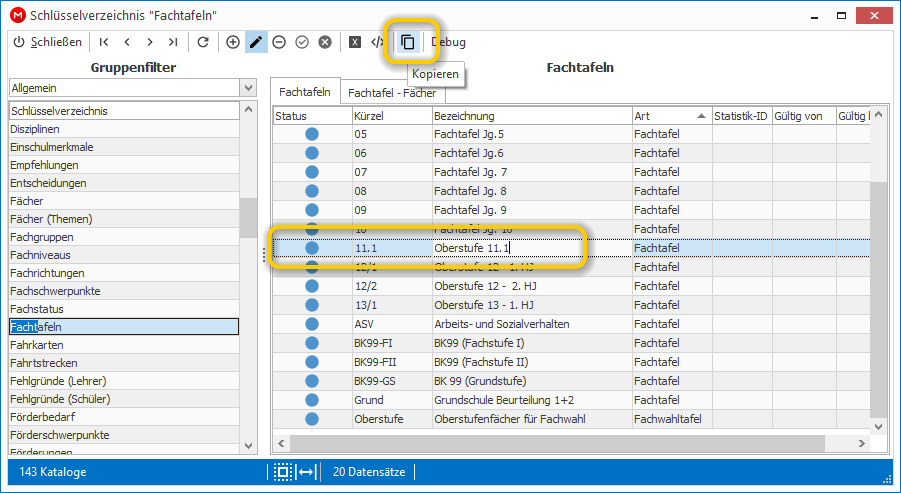 Schlüsselverzeichnis "Fachtafeln"
Schließen
Debug
Kopieren
Gruppenfilter
Fachtafeln
Allgemein
Schlüsselverzeichnis
Disziplinen
Einschulmerkmale
Empfehlungen
Entscheidungen
Fächer
Fächer (Themen)
Fachgruppen
Fachniveaus
Fachrichtungen
Fachschwerpunkte
Fachstatus
Fachtafeln
Fahrkarten
Fahrtstrecken
Fehlgründe (Lehrer)
Fehlgründe (Schüler)
Förderbedarf
Förderschwerpunkte
Förderungen
Fachtafeln Fachtafel - Fächer
Status Kürzel Bezeichnung Art Statistik-ID Gültig von Gültig
05 Fachtafel Jg.5 Fachtafel
06 Fachtafel Jg.6 Fachtafel
07 Fachtafel Jg. 7 Fachtafel
08 Fachtafel Jg. 8 Fachtafel
09 Fachtafel Jg. 9 Fachtafel
10 Fachtafel Jg. 10 Fachtafel
11.1 Oberstufe 11.1 Fachtafel
12/1 Oberstufe 12 - 1. HJ Fachtafel
12/2 Oberstufe 12 - 2. HJ Fachtafel
13/1 Oberstufe 13 - 1. HJ Fachtafel
ASV Arbeits- und Sozialverhalten Fachtafel
BK99-FI BK99 (Fachstufe I) Fachtafel
BK99-FII BK99 (Fachstufe II) Fachtafel
BK99-GS BK 99 (Grundstufe) Fachtafel
Grund Grundschule Beurteilung 1+2 Fachtafel
Oberstufe Oberstufenfächer für Fachwahl Fachwahltafel
143 Kataloge 20 Datensätze